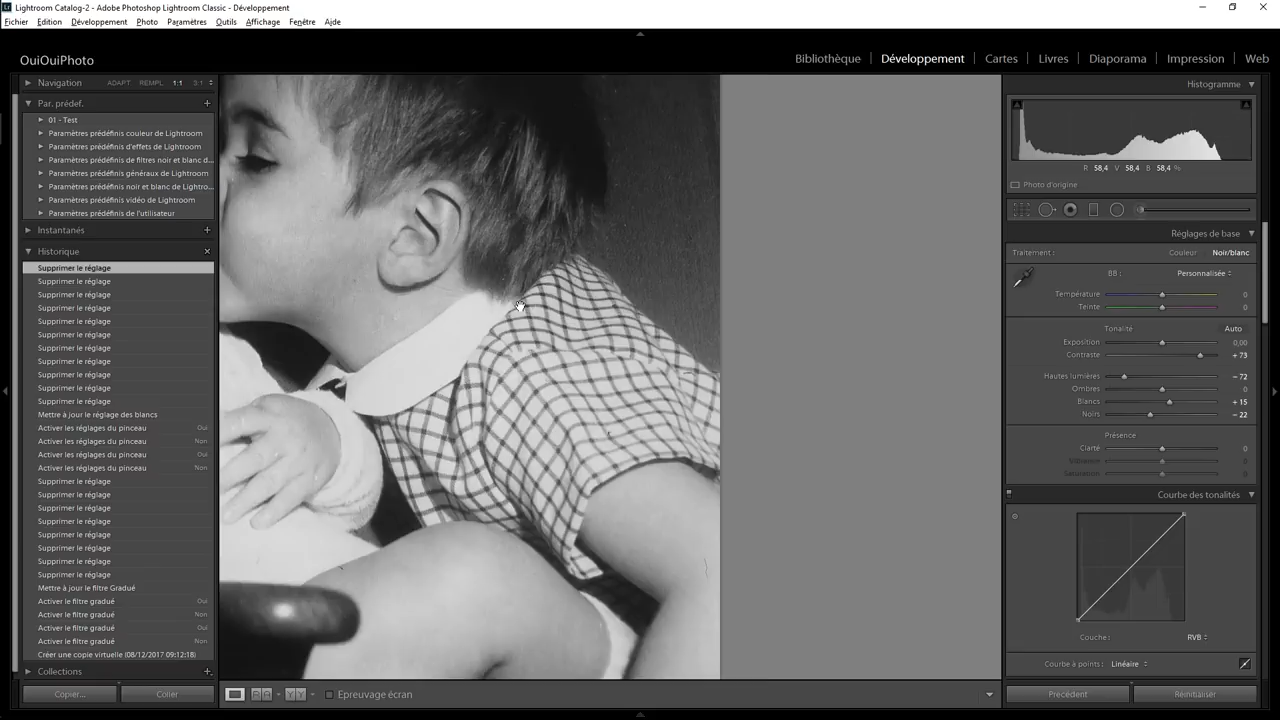 Lightroom Catalog-2 - Adobe Photoshop Lightroom Classic - Développement
Fichier Edition Développement Photo Paramètres Outils Affichage Fenêtre Aide
OuiOuiPhoto
Bibliothèque Développement Cartes Livres Diaporama Impression Web
Navigation ADAPT. REMPL. 1:1 3:1
Par. prédef.
01 - Test
Paramètres prédéfinis couleur de Lightroom
Paramètres prédéfinis d'effets de Lightroom
Paramètres prédéfinis de filtres noir et blanc d...
Paramètres prédéfinis généraux de Lightroom
Paramètres prédéfinis noir et blanc de Lightro...
Paramètres prédéfinis vidéo de Lightroom
Paramètres prédéfinis de l'utilisateur
Instantanés
Historique
Supprimer le réglage
Supprimer le réglage
Supprimer le réglage
Supprimer le réglage
Supprimer le réglage
Supprimer le réglage
Supprimer le réglage
Supprimer le réglage
Supprimer le réglage
Supprimer le réglage
Supprimer le réglage
Mettre à jour le réglage des blancs
Activer les réglages du pinceau Oui
Activer les réglages du pinceau Non
Activer les réglages du pinceau Oui
Activer les réglages du pinceau Non
Supprimer le réglage
Supprimer le réglage
Supprimer le réglage
Supprimer le réglage
Supprimer le réglage
Supprimer le réglage
Supprimer le réglage
Supprimer le réglage
Mettre à jour le filtre Gradué
Activer le filtre gradué Oui
Activer le filtre gradué Non
Activer le filtre gradué Oui
Activer le filtre gradué Non
Créer une copie virtuelle (08/12/2017 09:12:18)
Collections
Copier... Coller
Epreuvage écran
Histogramme
R 58,4 V 58,4 B 58,4 %
Photo d'origine
Réglages de base
Traitement : Couleur Noir/blanc
BB : Personnalisée
Température 0
Teinte 0
Tonalité Auto
Exposition 0,00
Contraste + 73
Hautes lumières − 72
Ombres 0
Blancs + 15
Noirs − 22
Présence
Clarté 0
Vibrance 0
Saturation 0
Courbe des tonalités
Couche : RVB
Courbe à points : Linéaire
Précédent Réinitialiser